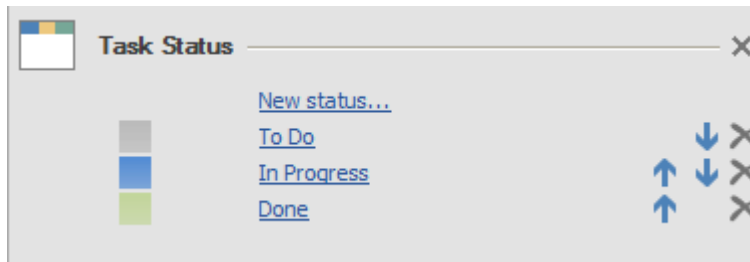 Task Status
New status...
To Do
In Progress
Done